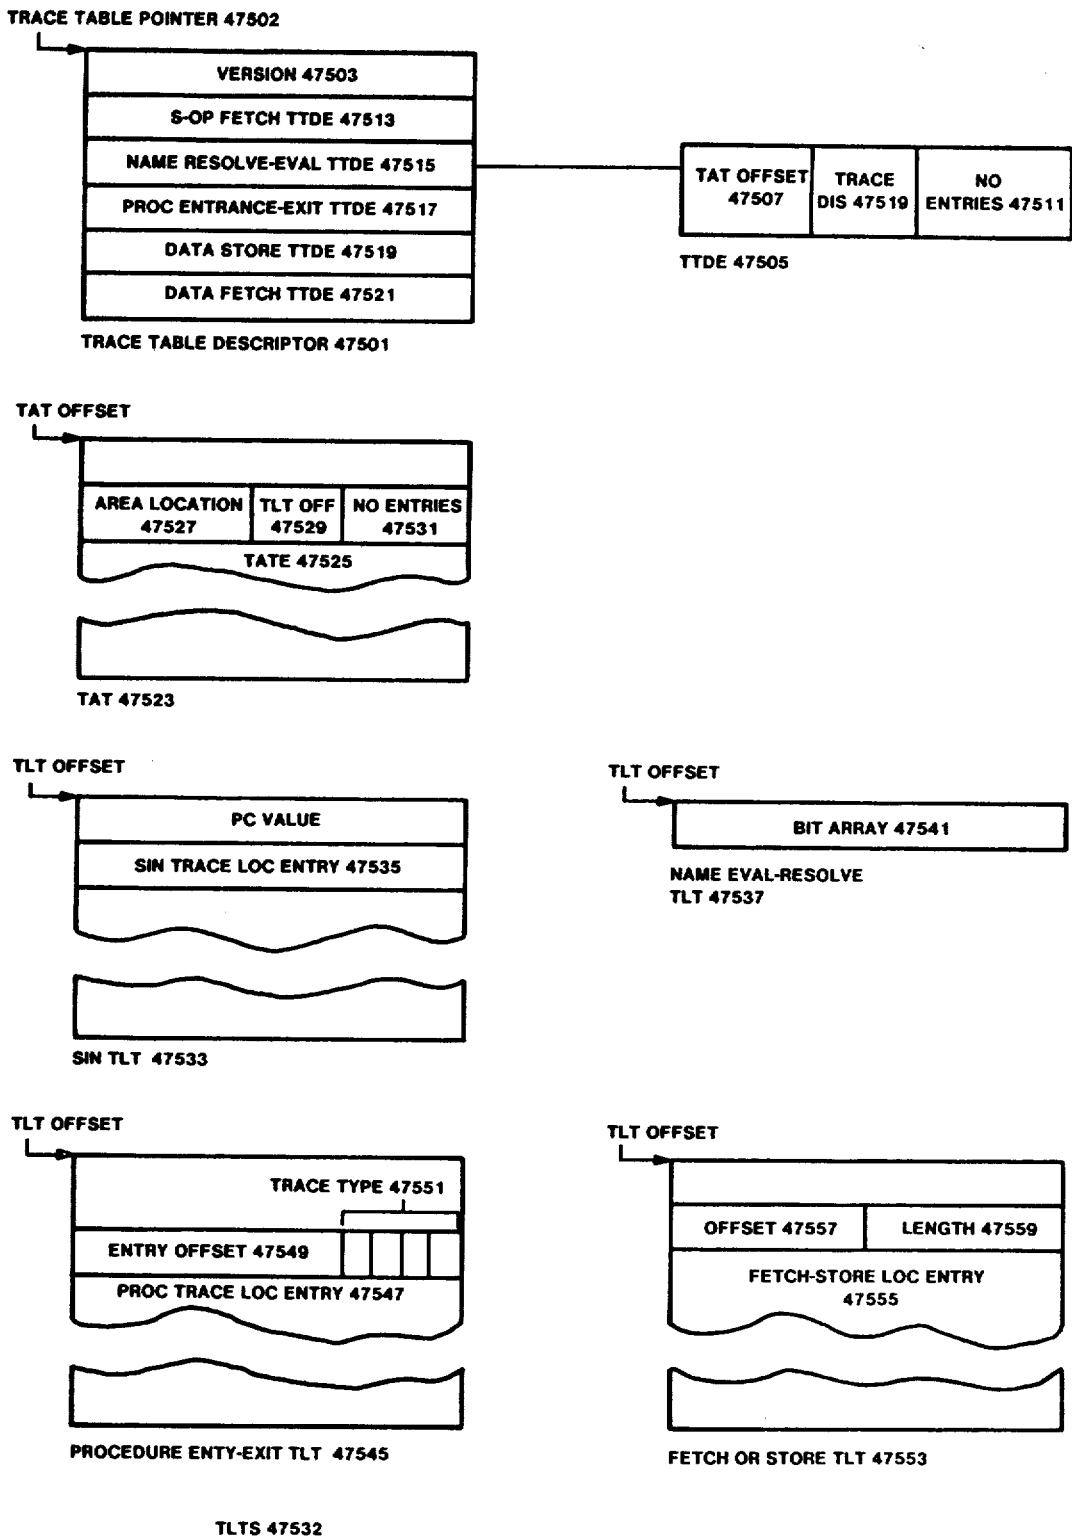 TRACE TABLE POINTER 47502
VERSION 47503
S-OP FETCH TTDE 47513
NAME RESOLVE-EVAL TTDE 47515
PROC ENTRANCE-EXIT TTDE 47517
DATA STORE TTDE 47519
DATA FETCH TTDE 47521
TRACE TABLE DESCRIPTOR 47501
TAT OFFSET
47507
TRACE
DIS 47519
NO
ENTRIES 47511
TTDE 47505
TAT OFFSET
AREA LOCATION
47527
TLT OFF
47529
NO ENTRIES
47531
TATE 47525
TAT 47523
TLT OFFSET
PC VALUE
SIN TRACE LOC ENTRY 47535
SIN TLT 47533
TLT OFFSET
BIT ARRAY 47541
NAME EVAL-RESOLVE
TLT 47537
TLT OFFSET
TRACE TYPE 47551
ENTRY OFFSET 47549
PROC TRACE LOC ENTRY 47547
PROCEDURE ENTY-EXIT TLT 47545
TLT OFFSET
OFFSET 47557
LENGTH 47559
FETCH-STORE LOC ENTRY
47555
FETCH OR STORE TLT 47553
TLTS 47532